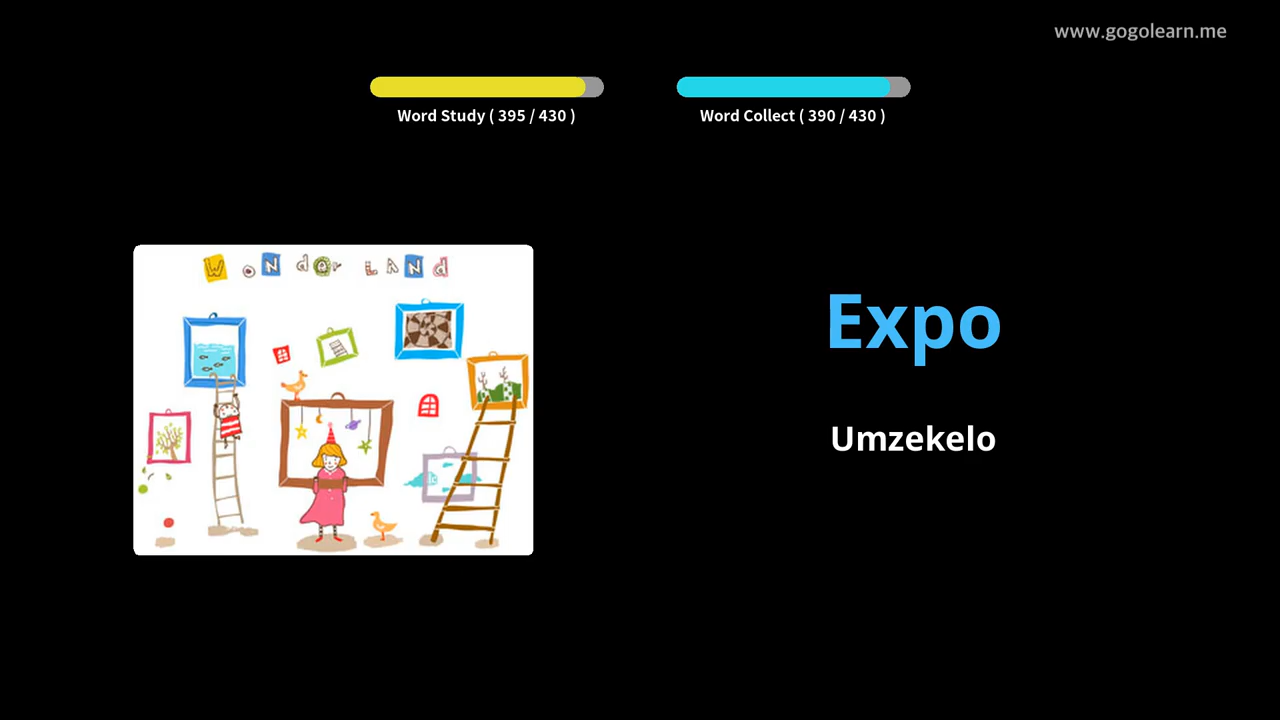 www.gogolearn.me
Word Study ( 395 / 430 )
Word Collect ( 390 / 430 )
WoNder LANd
Expo
Umzekelo